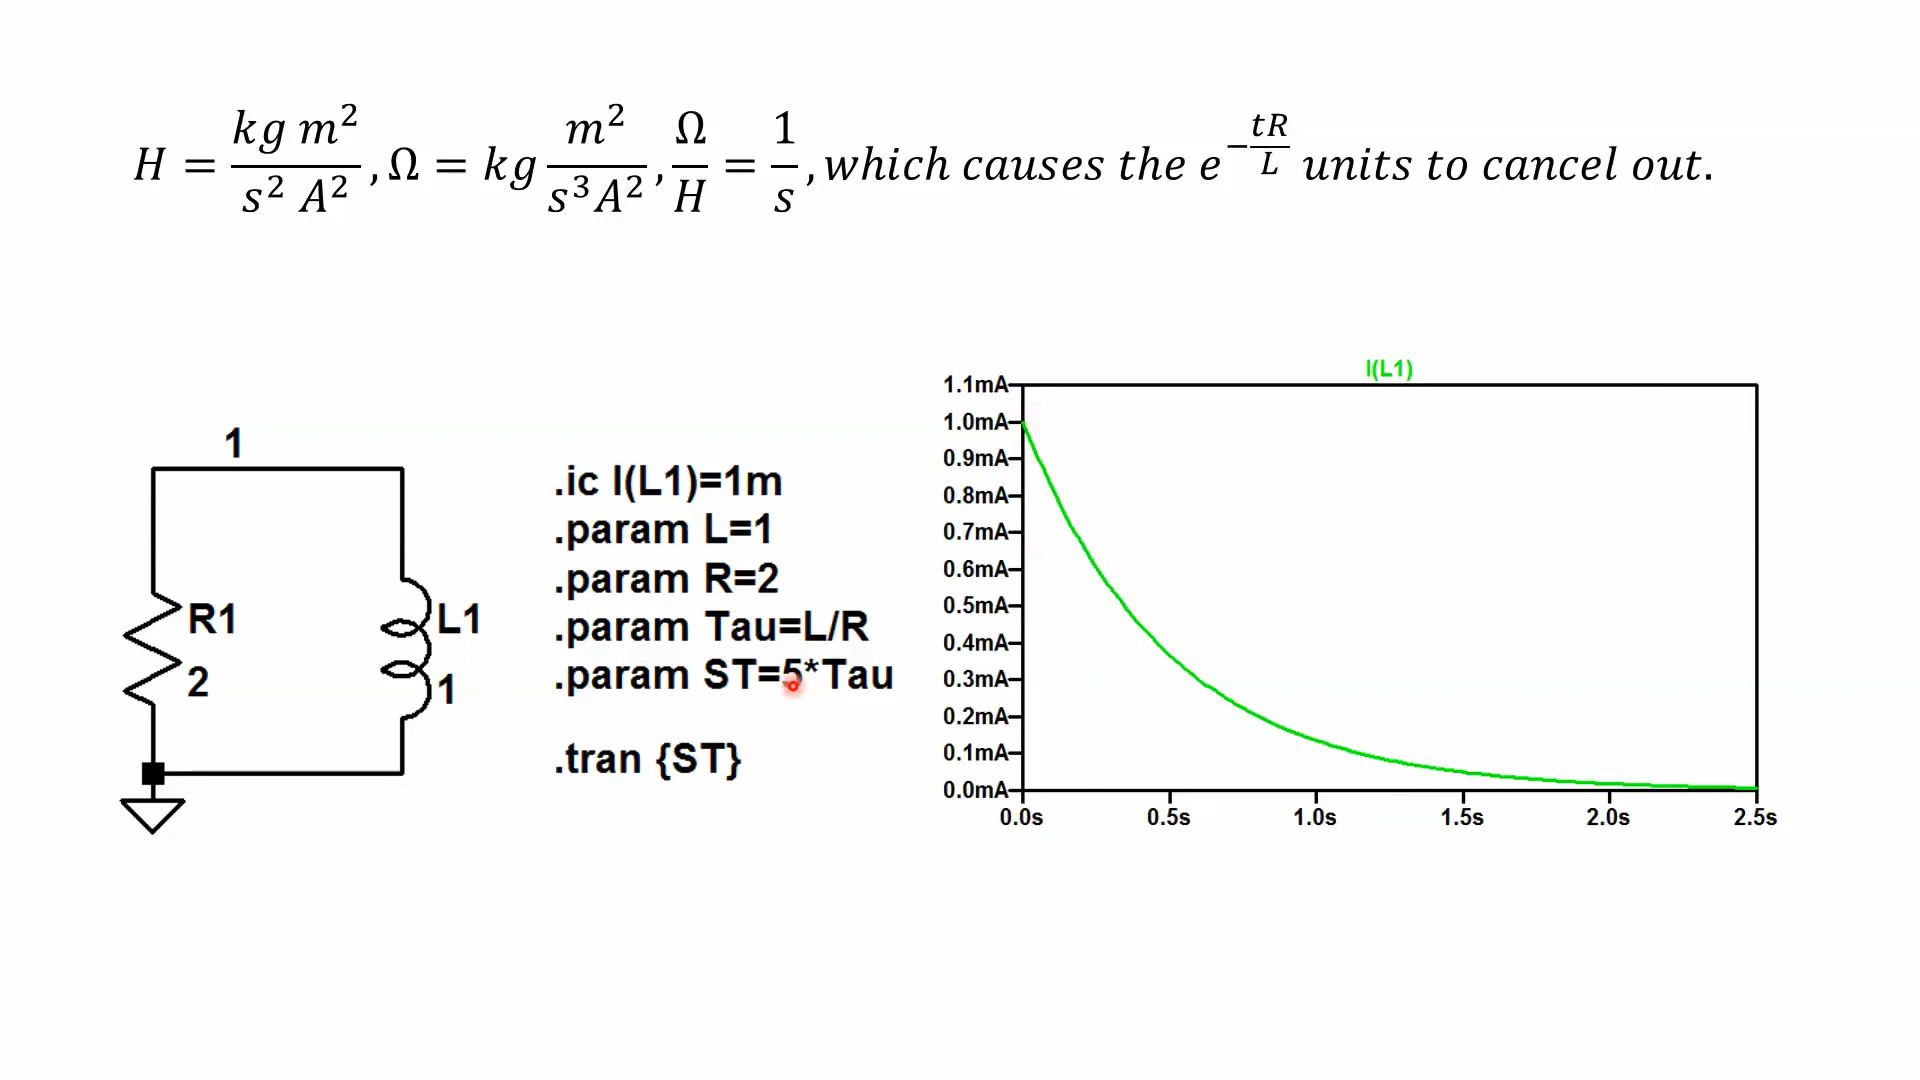 H = kg m² / s² A² , Ω = kg m² / s³A² , Ω / H = 1 / s , which causes the e^(−tR/L) units to cancel out.
1
R1
2
L1
1
.ic I(L1)=1m
.param L=1
.param R=2
.param Tau=L/R
.param ST=5*Tau
.tran {ST}
I(L1)
1.1mA
1.0mA
0.9mA
0.8mA
0.7mA
0.6mA
0.5mA
0.4mA
0.3mA
0.2mA
0.1mA
0.0mA
0.0s 0.5s 1.0s 1.5s 2.0s 2.5s